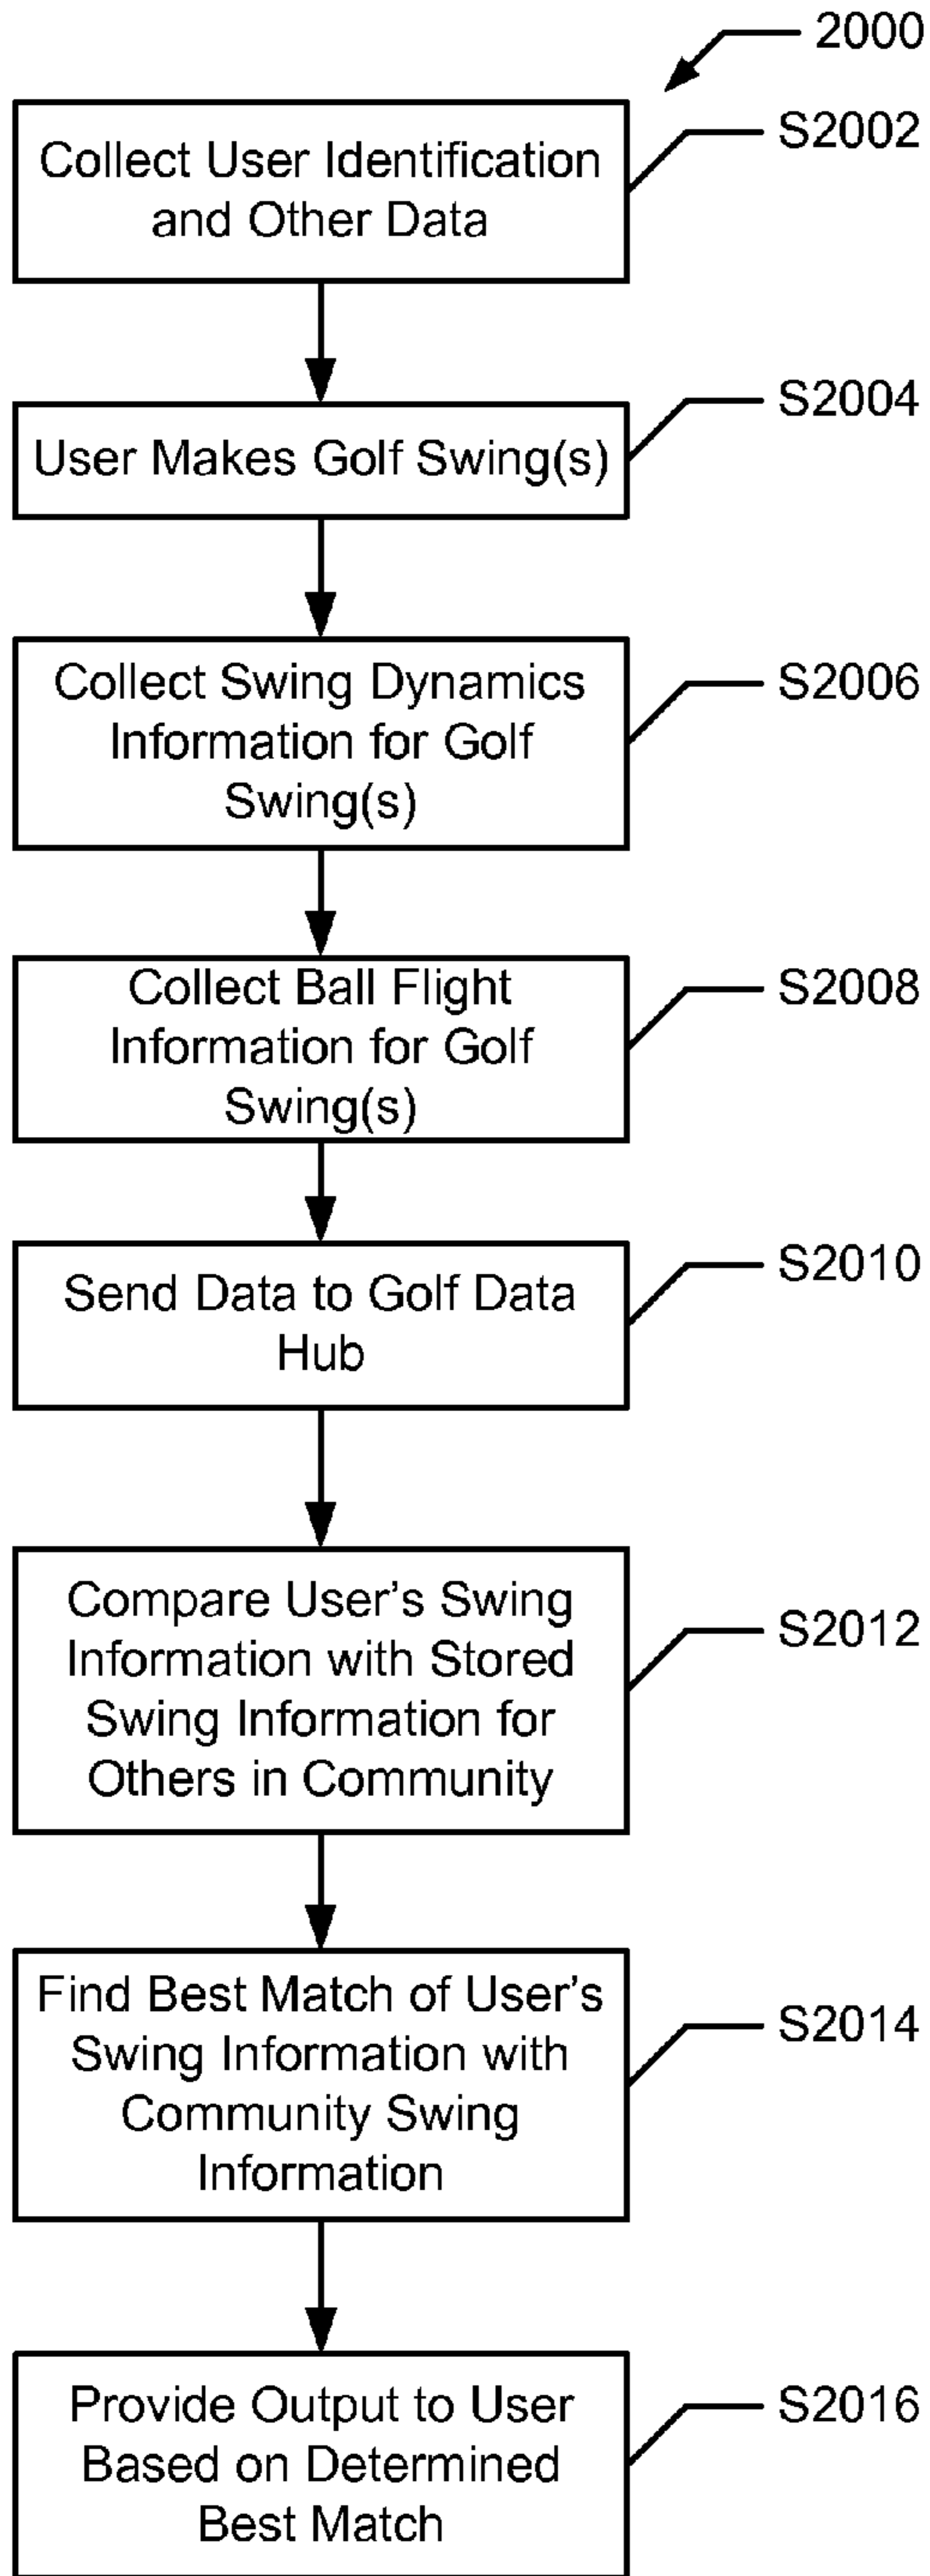 2000
S2002
Collect User Identification
and Other Data
S2004
User Makes Golf Swing(s)
S2006
Collect Swing Dynamics
Information for Golf
Swing(s)
S2008
Collect Ball Flight
Information for Golf
Swing(s)
S2010
Send Data to Golf Data
Hub
S2012
Compare User's Swing
Information with Stored
Swing Information for
Others in Community
S2014
Find Best Match of User's
Swing Information with
Community Swing
Information
S2016
Provide Output to User
Based on Determined
Best Match